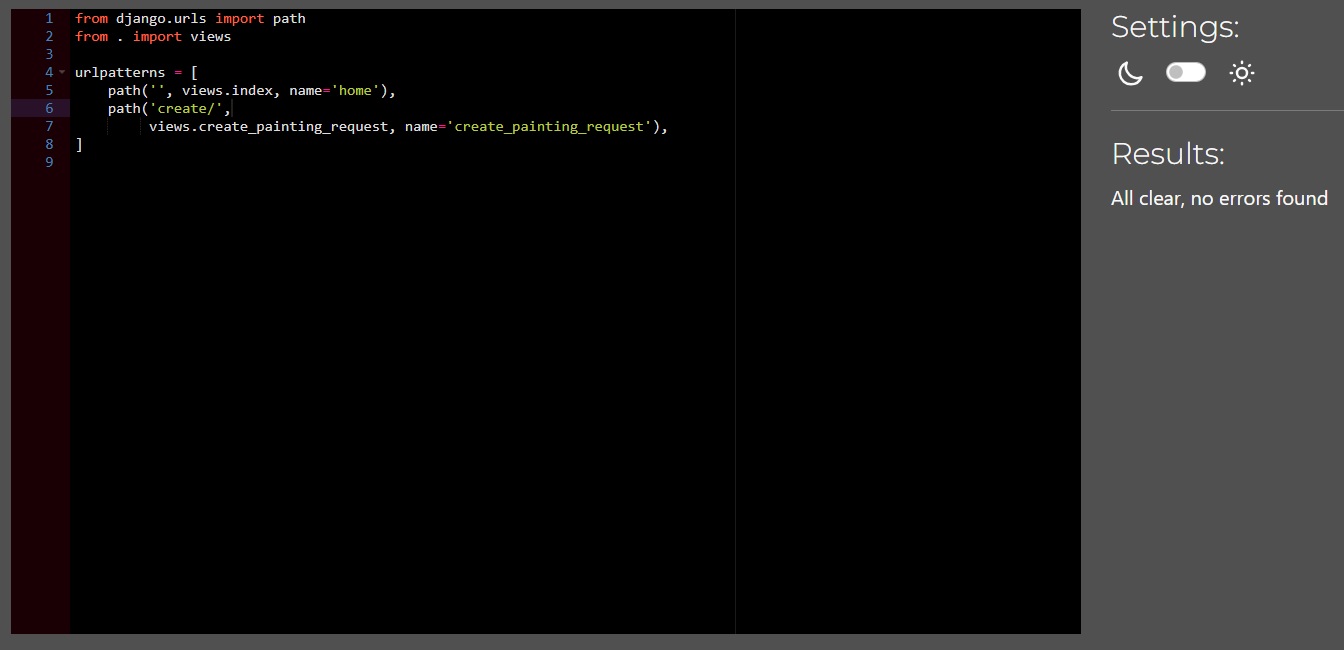 1 from django.urls import path
2 from . import views
3
4 urlpatterns = [
5     path('', views.index, name='home'),
6     path('create/',
7          views.create_painting_request, name='create_painting_request'),
8 ]
9
Settings:
Results:
All clear, no errors found